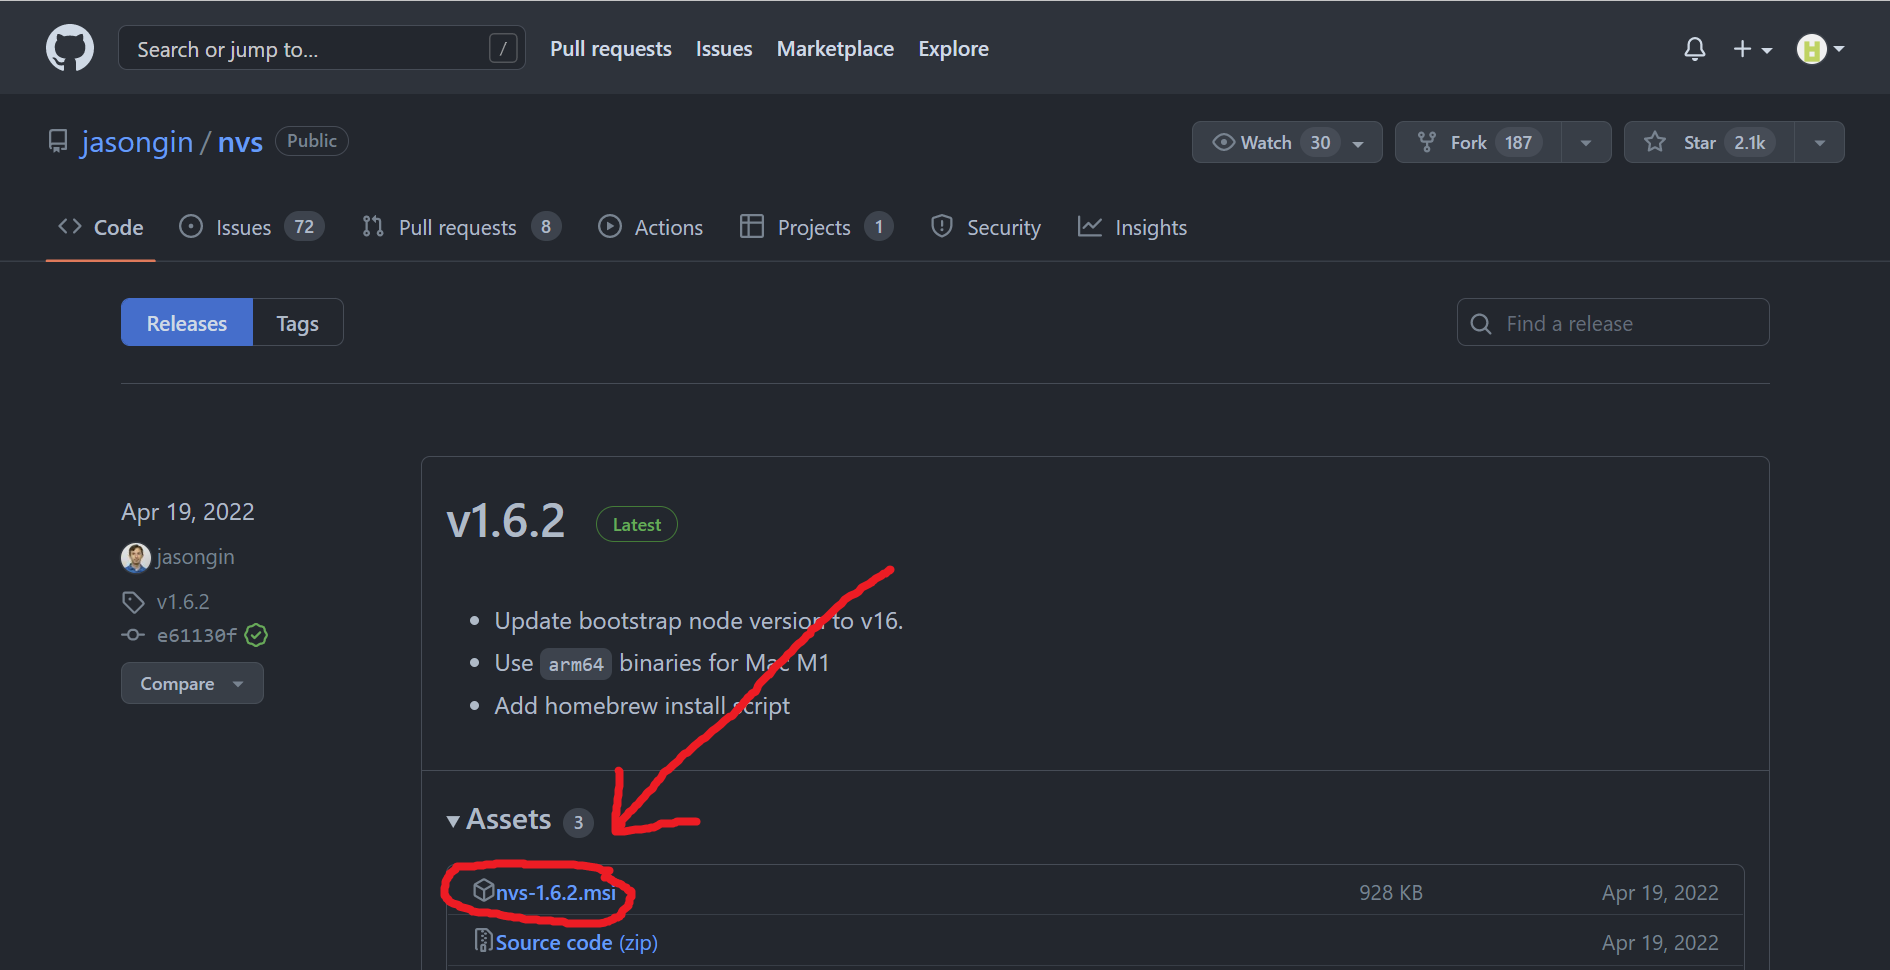 Search or jump to... /
Pull requests Issues Marketplace Explore
jasongin / nvs Public
Watch 30 Fork 187 Star 2.1k
Code Issues 72 Pull requests 8 Actions Projects 1 Security Insights
Releases Tags
Find a release
Apr 19, 2022
jasongin
v1.6.2
e61130f
Compare
v1.6.2 Latest
Update bootstrap node version to v16.
Use arm64 binaries for Mac M1
Add homebrew install script
Assets 3
nvs-1.6.2.msi 928 KB Apr 19, 2022
Source code (zip) Apr 19, 2022